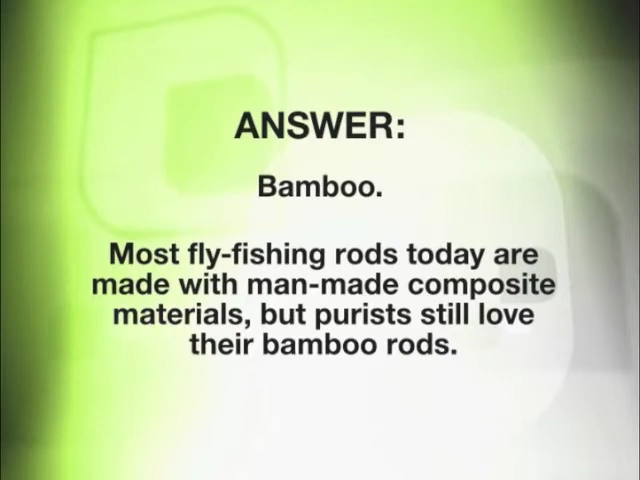 ANSWER:
Bamboo.
Most fly-fishing rods today are
made with man-made composite
materials, but purists still love
their bamboo rods.